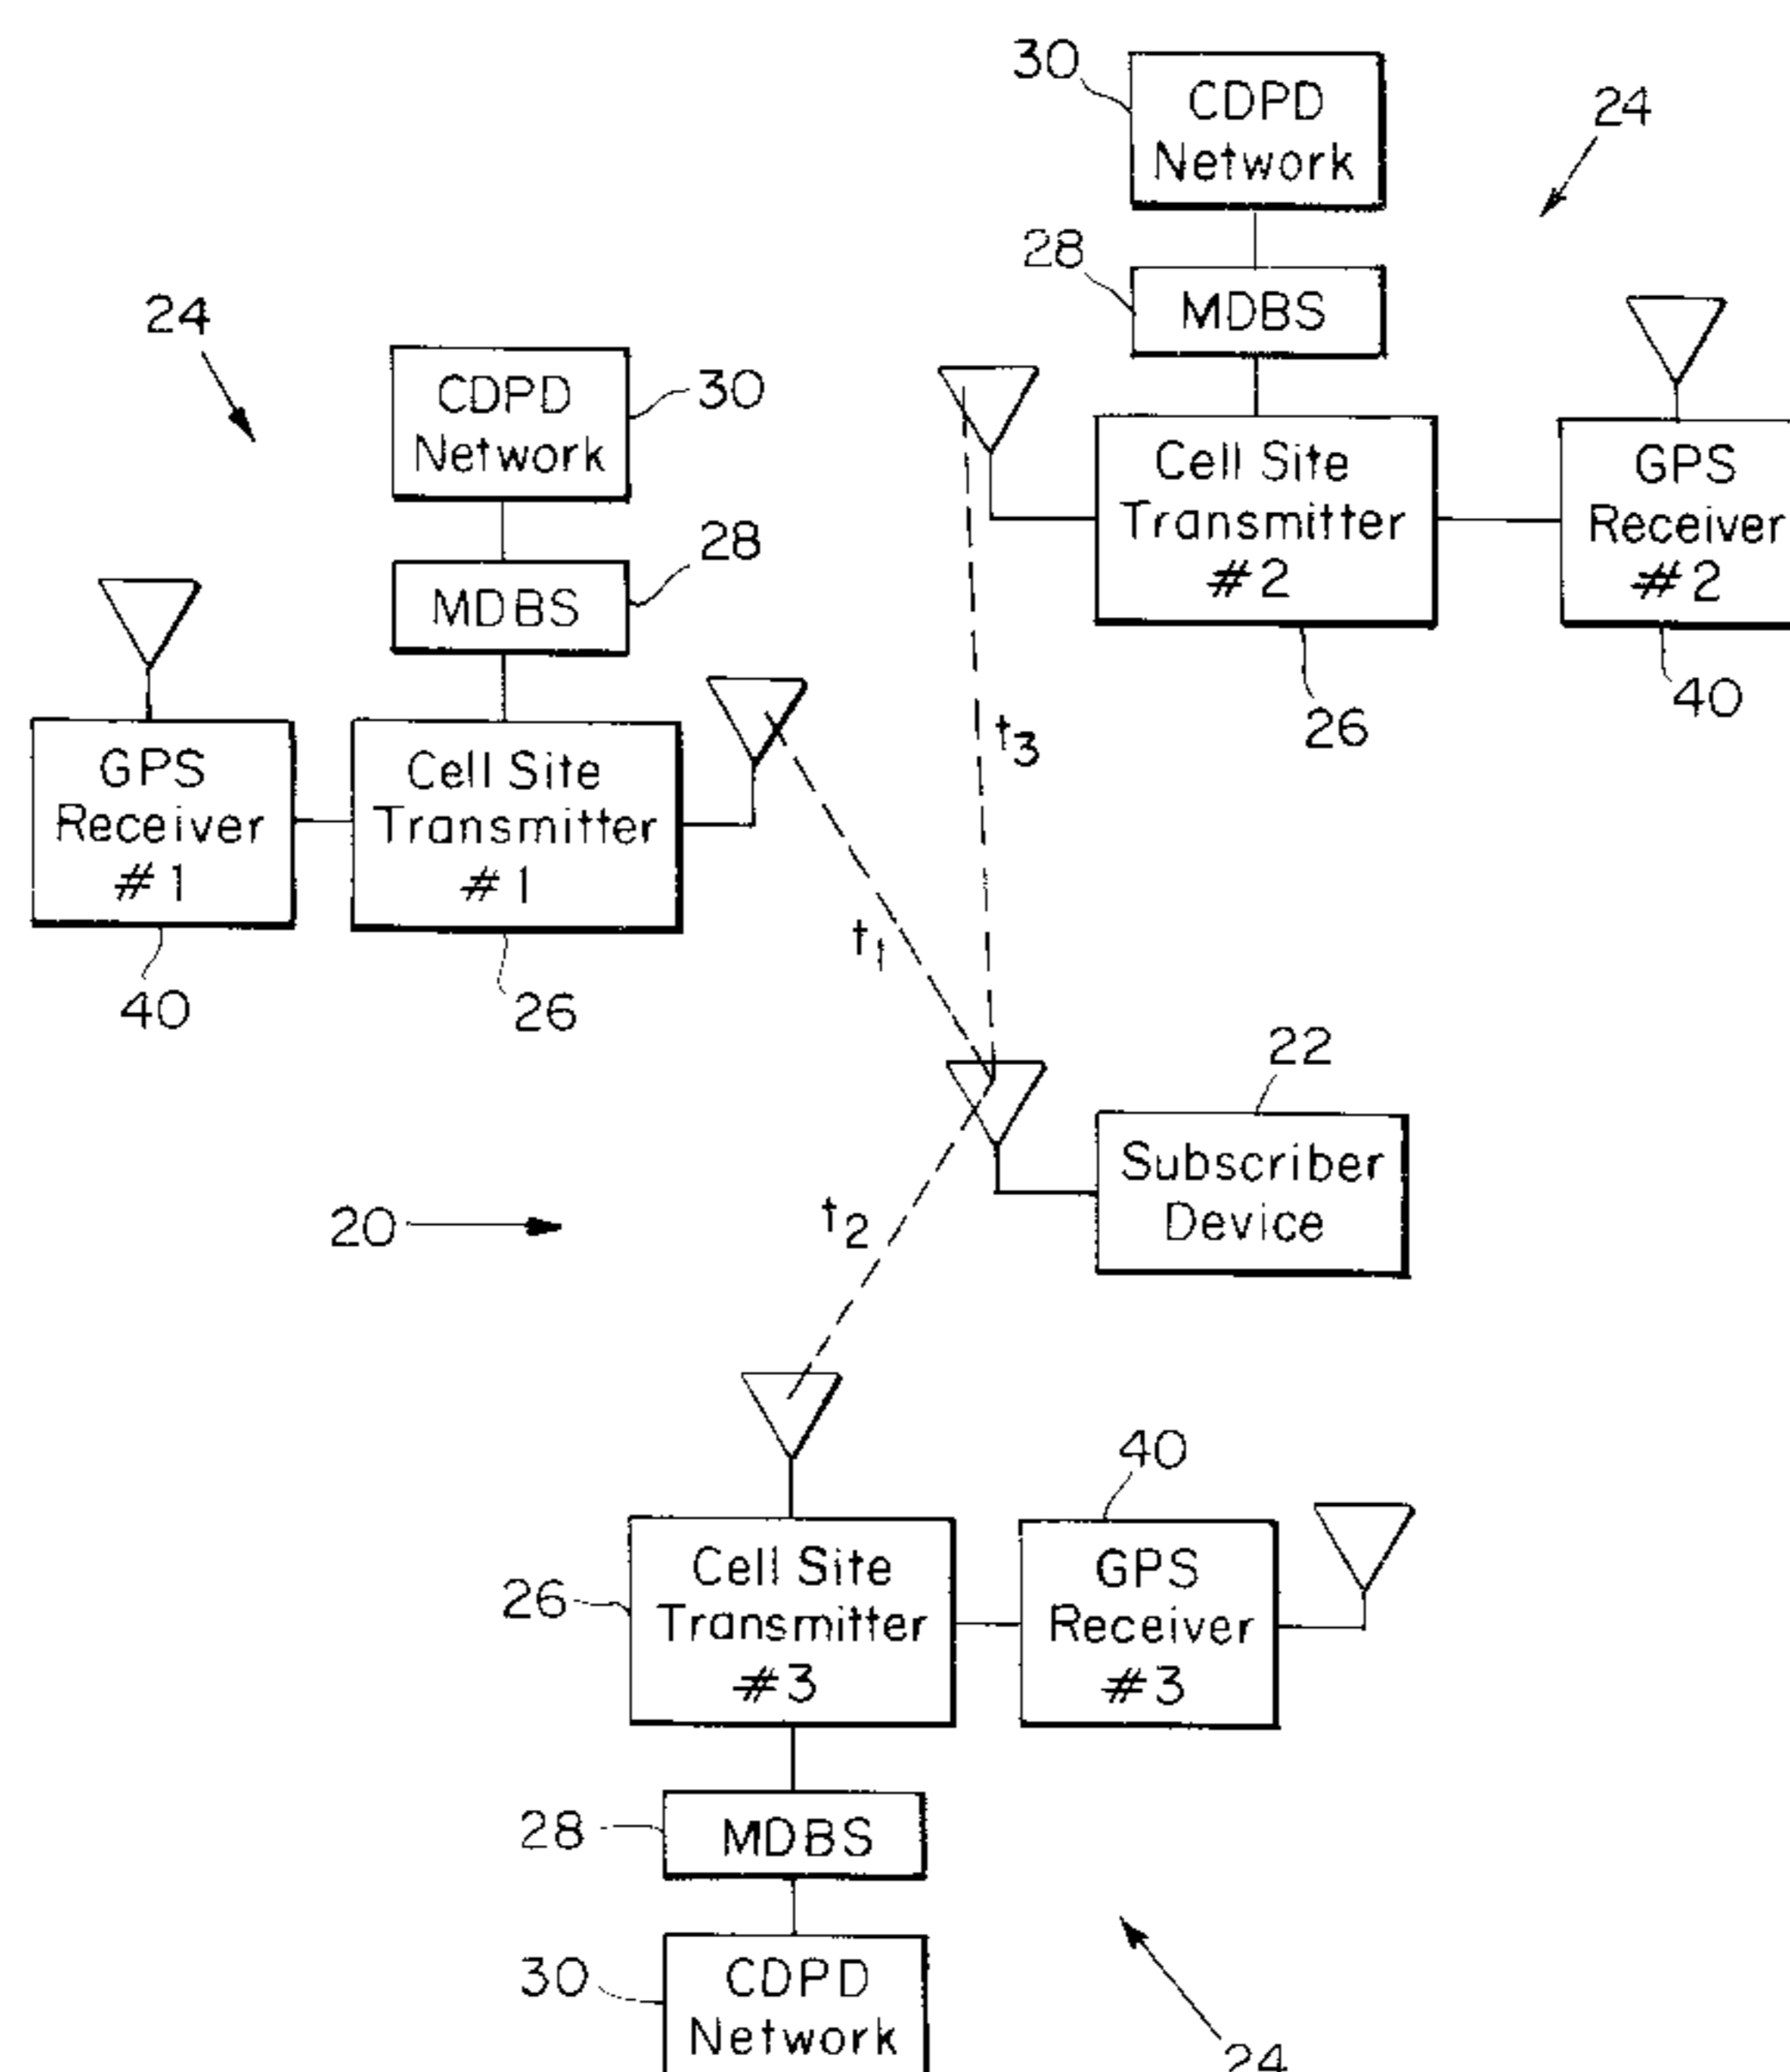 30
CDPD
Network
24
28
MDBS
24
CDPD
Network
30
Cell Site
Transmitter
#2
GPS
Receiver
#2
28
MDBS
26
40
t3
GPS
Receiver
#1
Cell Site
Transmitter
#1
t1
40
26
22
Subscriber
Device
20
t2
40
Cell Site
Transmitter
#3
GPS
Receiver
#3
26
28
MDBS
30
CDPD
Network
24